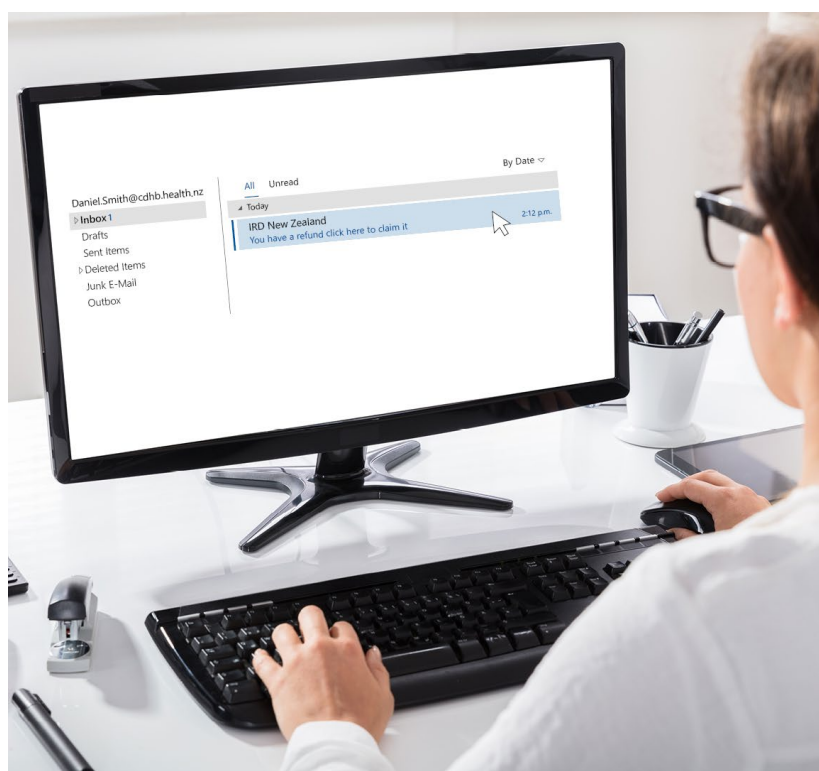 Daniel.Smith@cdhb.health.nz
Inbox 1
Drafts
Sent Items
Deleted Items
Junk E-Mail
Outbox
All Unread
By Date
Today
IRD New Zealand
You have a refund click here to claim it
2:12 p.m.